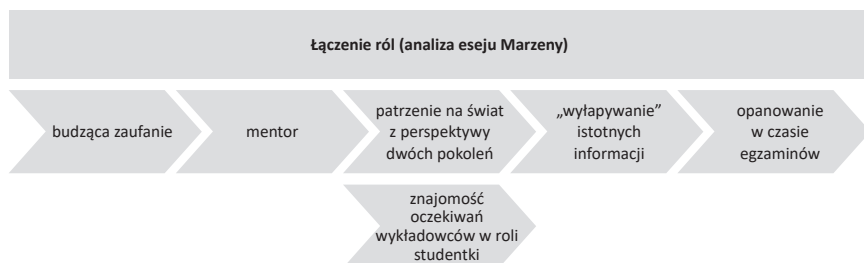 Łączenie ról (analiza eseju Marzeny)
budząca zaufanie
mentor
patrzenie na świat
z perspektywy
dwóch pokoleń
„wyłapywanie”
istotnych
informacji
opanowanie
w czasie
egzaminów
znajomość
oczekiwań
wykładowców w roli
studentki